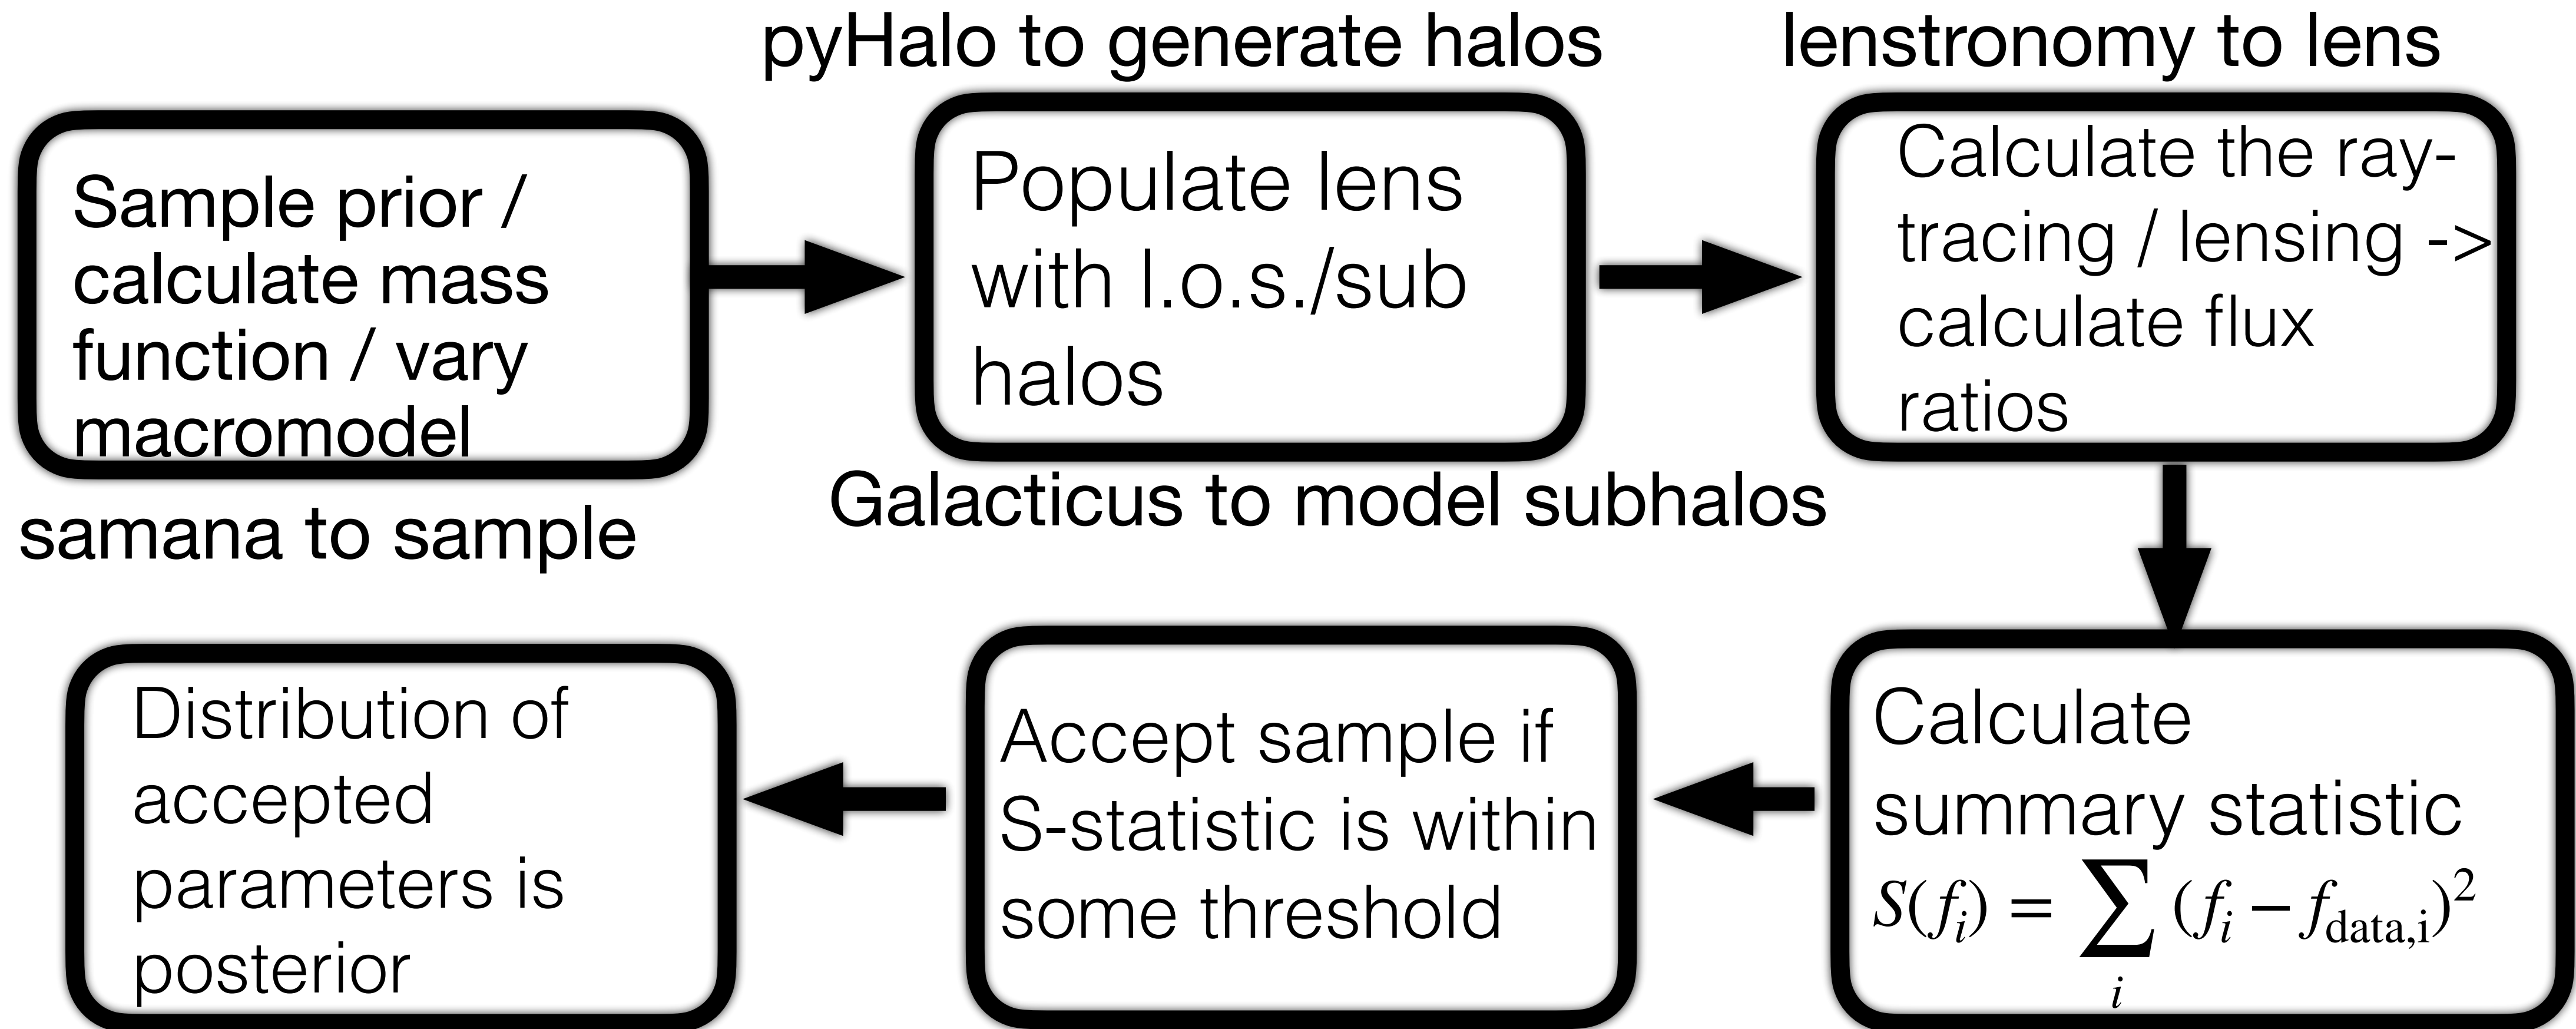 pyHalo to generate halos
lenstronomy to lens
Sample prior /
calculate mass
function / vary
macromodel
samana to sample
Populate lens
with l.o.s./sub
halos
Galacticus to model subhalos
Calculate the ray-
tracing / lensing ->
calculate flux
ratios
Calculate
summary statistic
S(f_i) = ∑_i (f_i − f_data,i)^2
Accept sample if
S-statistic is within
some threshold
Distribution of
accepted
parameters is
posterior